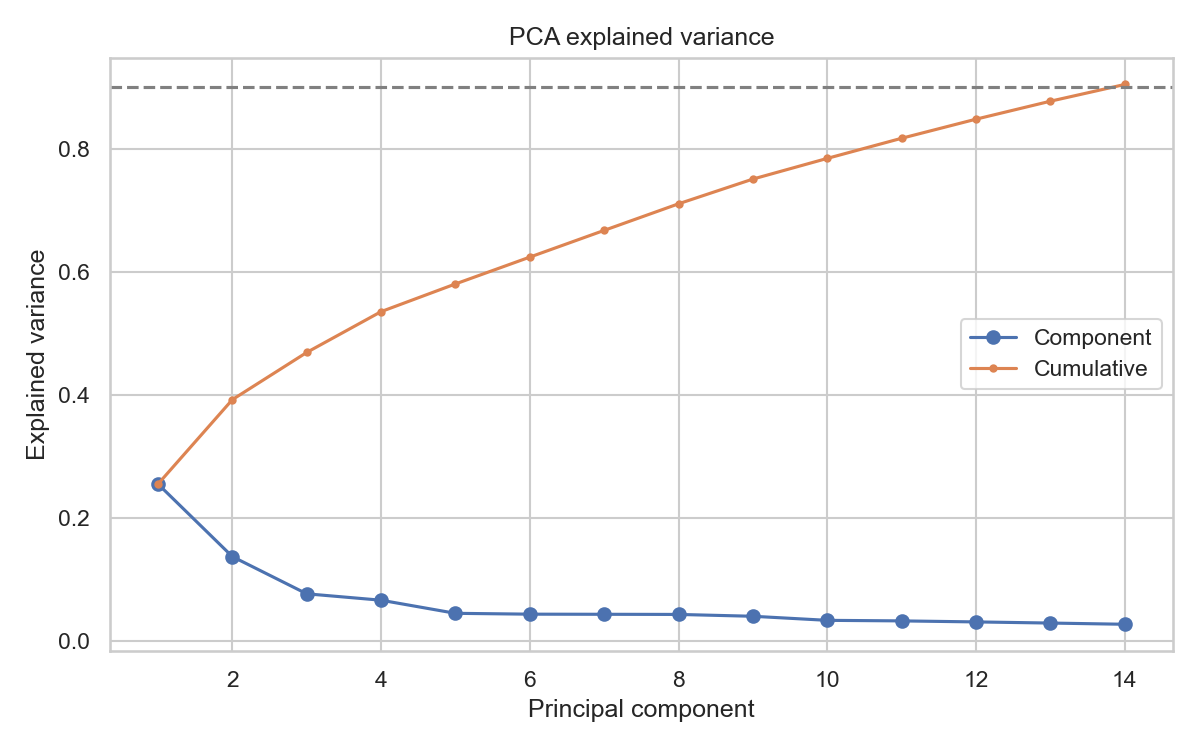 PCA explained variance
Explained variance
0.8
0.6
0.4
0.2
0.0
Component
Cumulative
2 4 6 8 10 12 14
Principal component